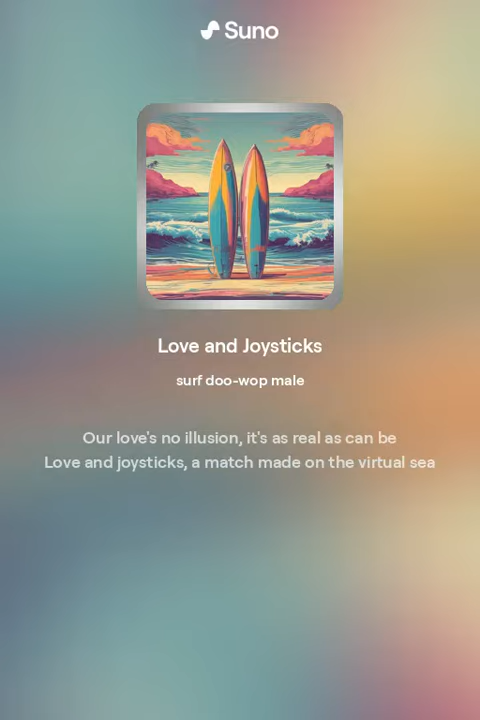 Suno
Love and Joysticks
surf doo-wop male
Our love's no illusion, it's as real as can be
Love and joysticks, a match made on the virtual sea